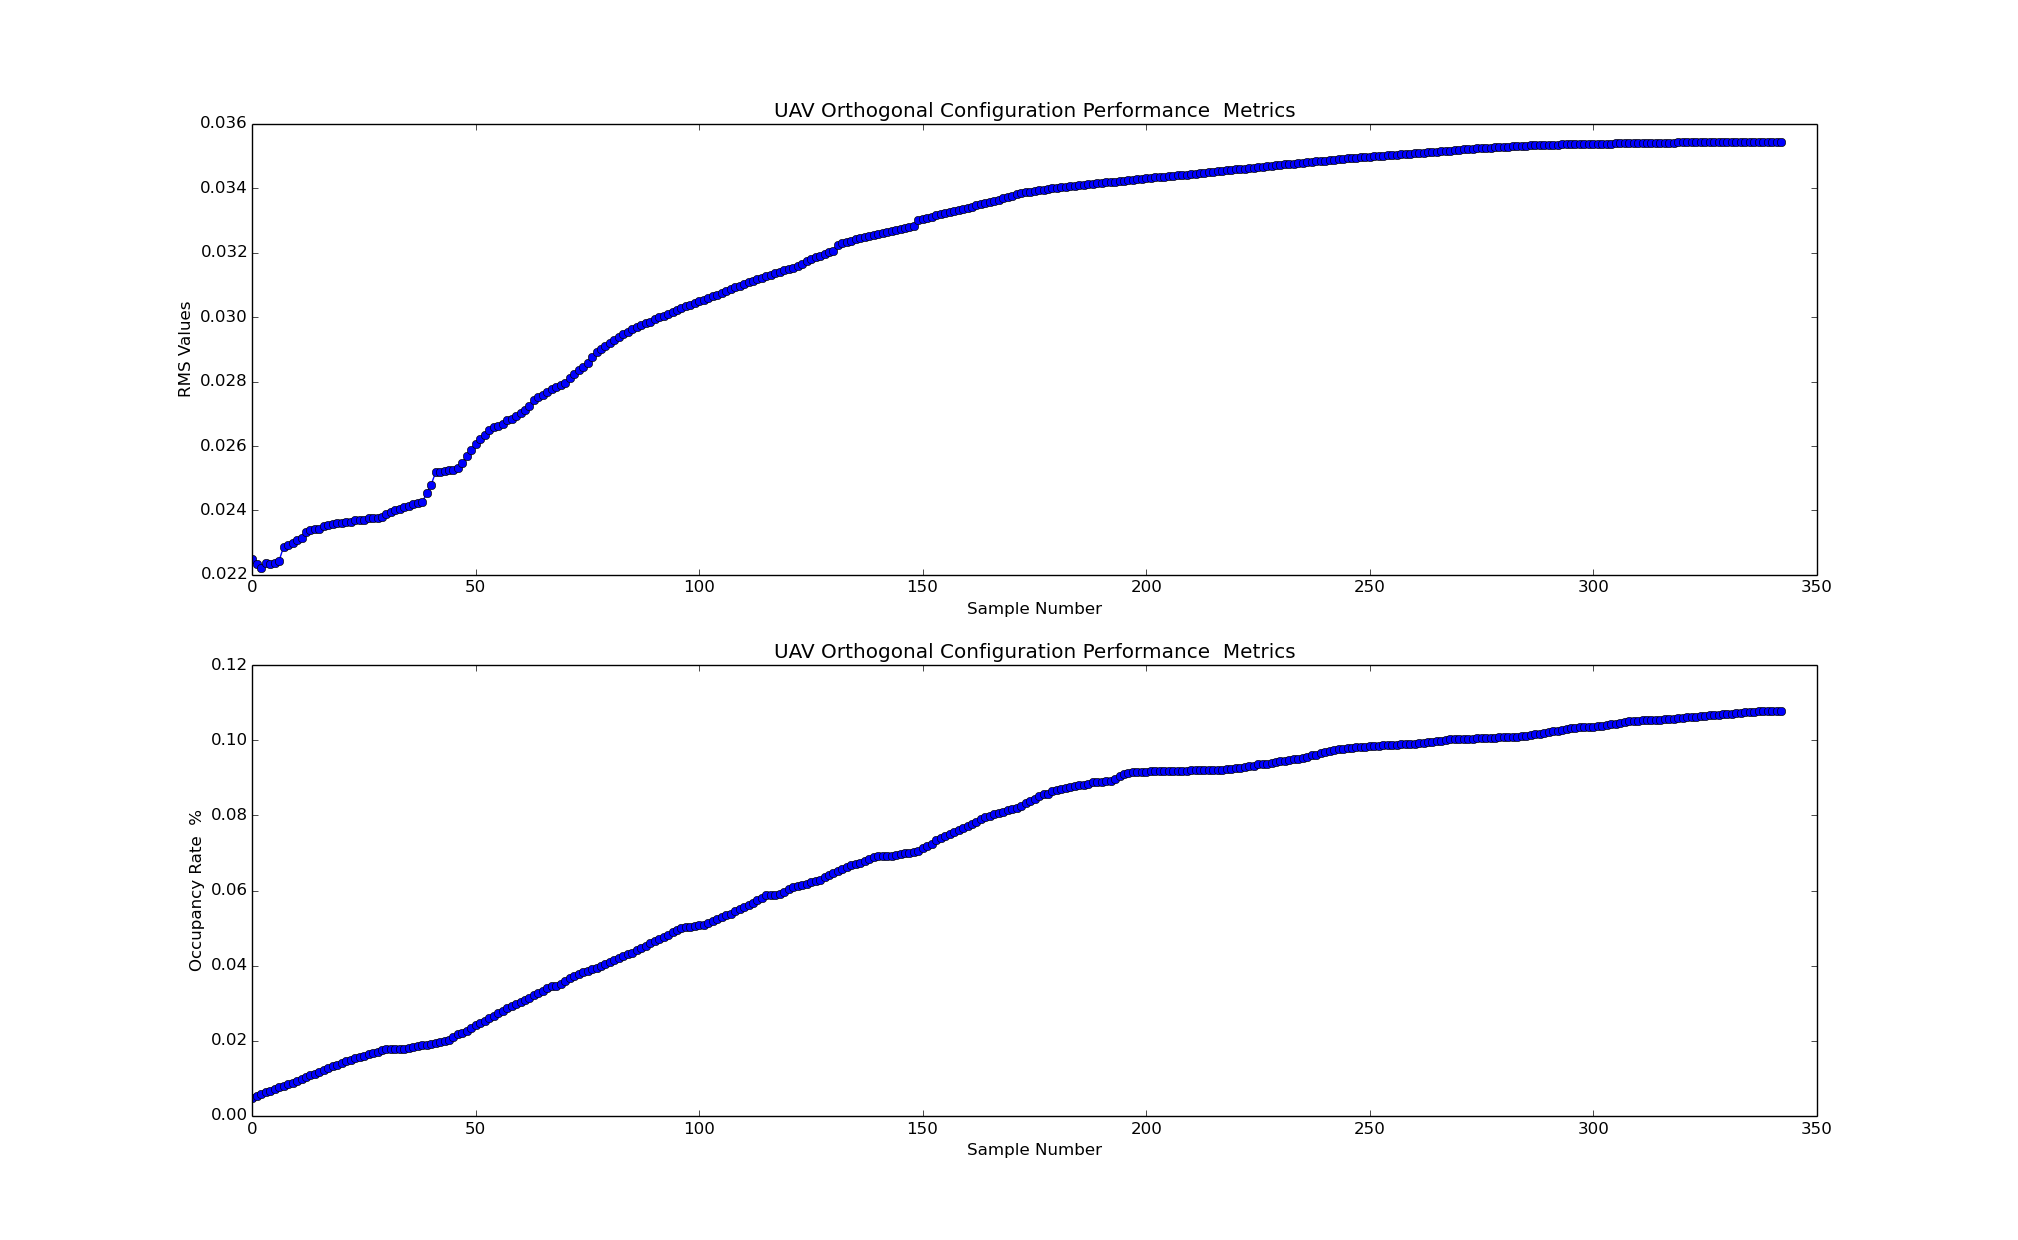 UAV Orthogonal Configuration Performance  Metrics
0.036
0.034
0.032
0.030
0.028
0.026
0.024
0.022
RMS Values
0 50 100 150 200 250 300 350
Sample Number
UAV Orthogonal Configuration Performance  Metrics
0.12
0.10
0.08
0.06
0.04
0.02
0.00
Occupancy Rate  %
0 50 100 150 200 250 300 350
Sample Number